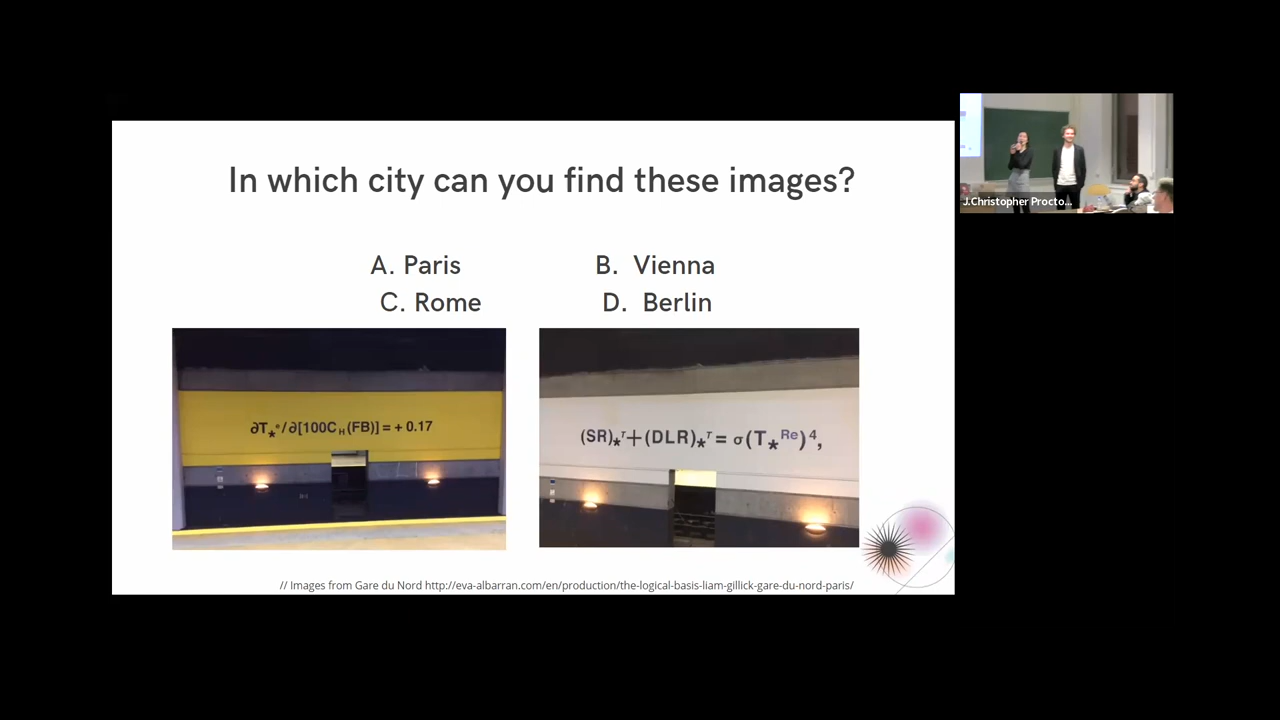 In which city can you find these images?
A. Paris
B. Vienna
C. Rome
D. Berlin
∂T★°/∂[100C_H(FB)] = + 0.17
(SR)★ᵀ+(DLR)★ᵀ = σ(T★ᴿᵉ)⁴,
// Images from Gare du Nord http://eva-albarran.com/en/production/the-logical-basis-liam-gillick-gare-du-nord-paris/
J.Christopher Procto...